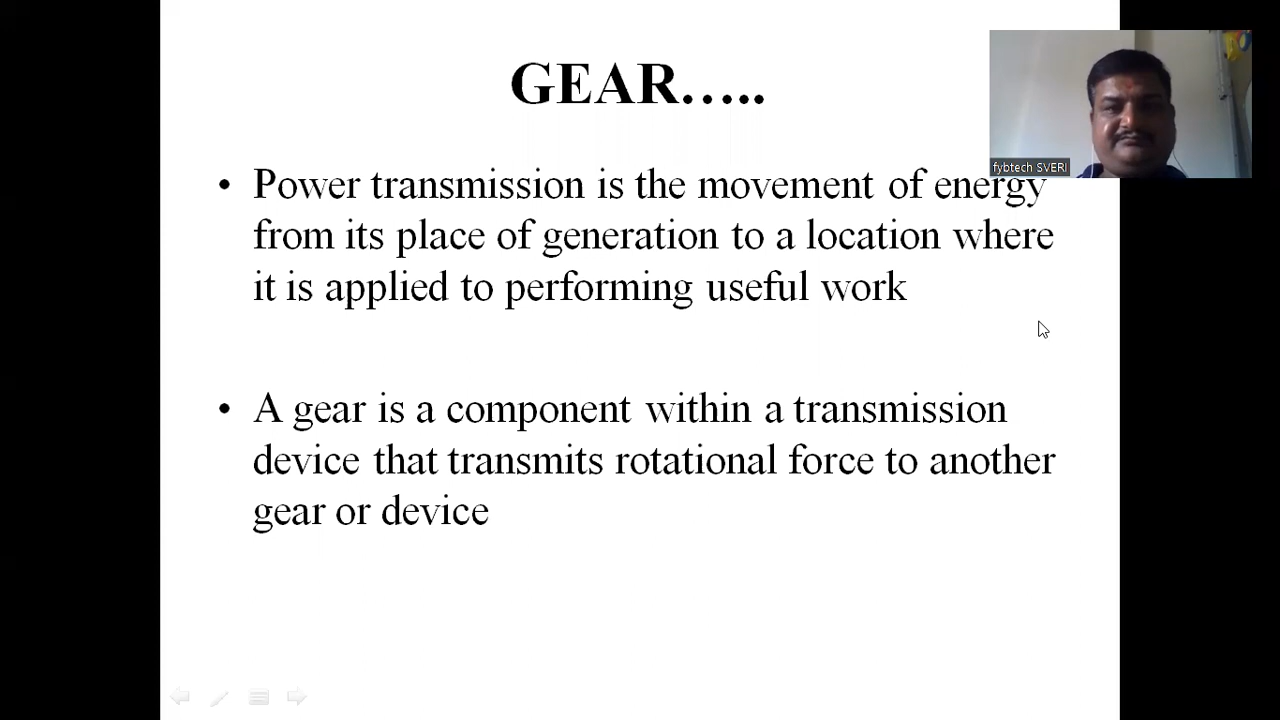 GEAR…..
fybtech SVERI
• Power transmission is the movement of energy
from its place of generation to a location where
it is applied to performing useful work
• A gear is a component within a transmission
device that transmits rotational force to another
gear or device